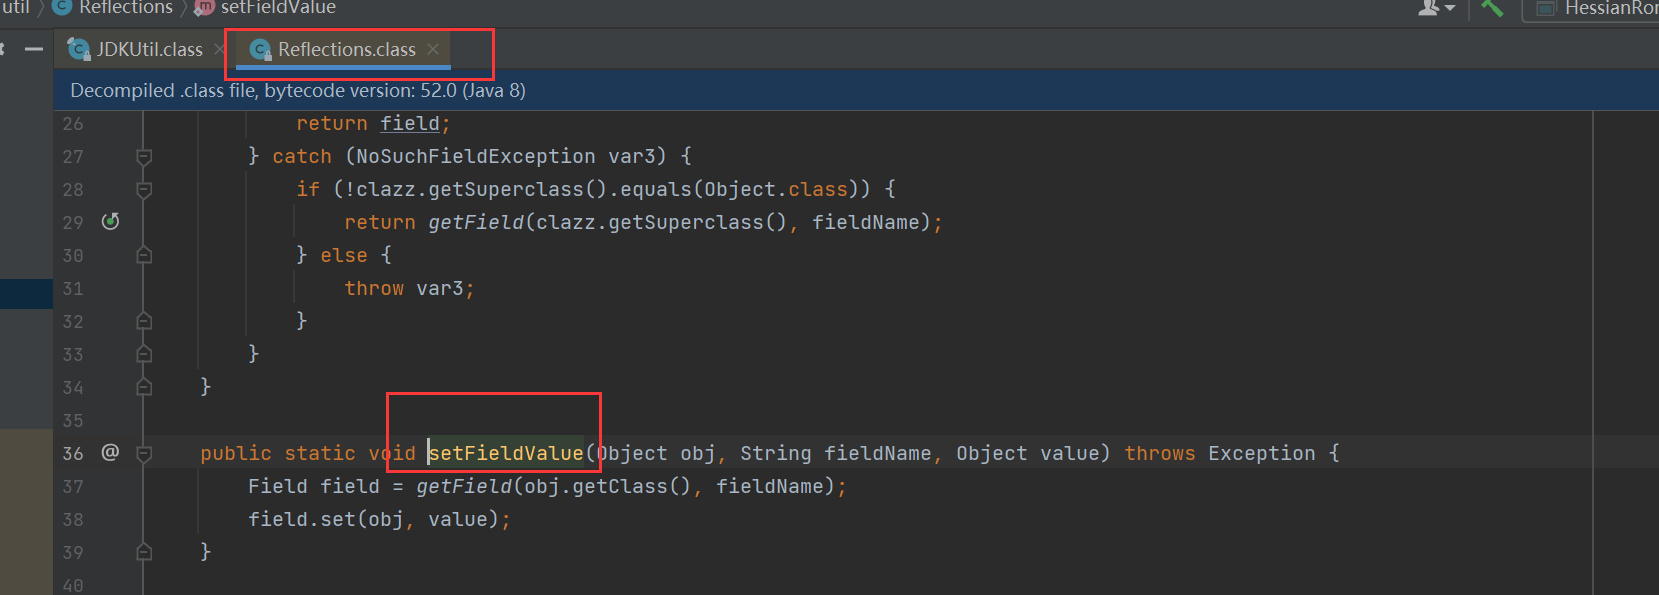 util Reflections setFieldValue HessianRor
JDKUtil.class Reflections.class
Decompiled .class file, bytecode version: 52.0 (Java 8)
26 return field;
27 } catch (NoSuchFieldException var3) {
28 if (!clazz.getSuperclass().equals(Object.class)) {
29 return getField(clazz.getSuperclass(), fieldName);
30 } else {
31 throw var3;
32 }
33 }
34 }
35
36 @ public static void setFieldValue(Object obj, String fieldName, Object value) throws Exception {
37 Field field = getField(obj.getClass(), fieldName);
38 field.set(obj, value);
39 }
40